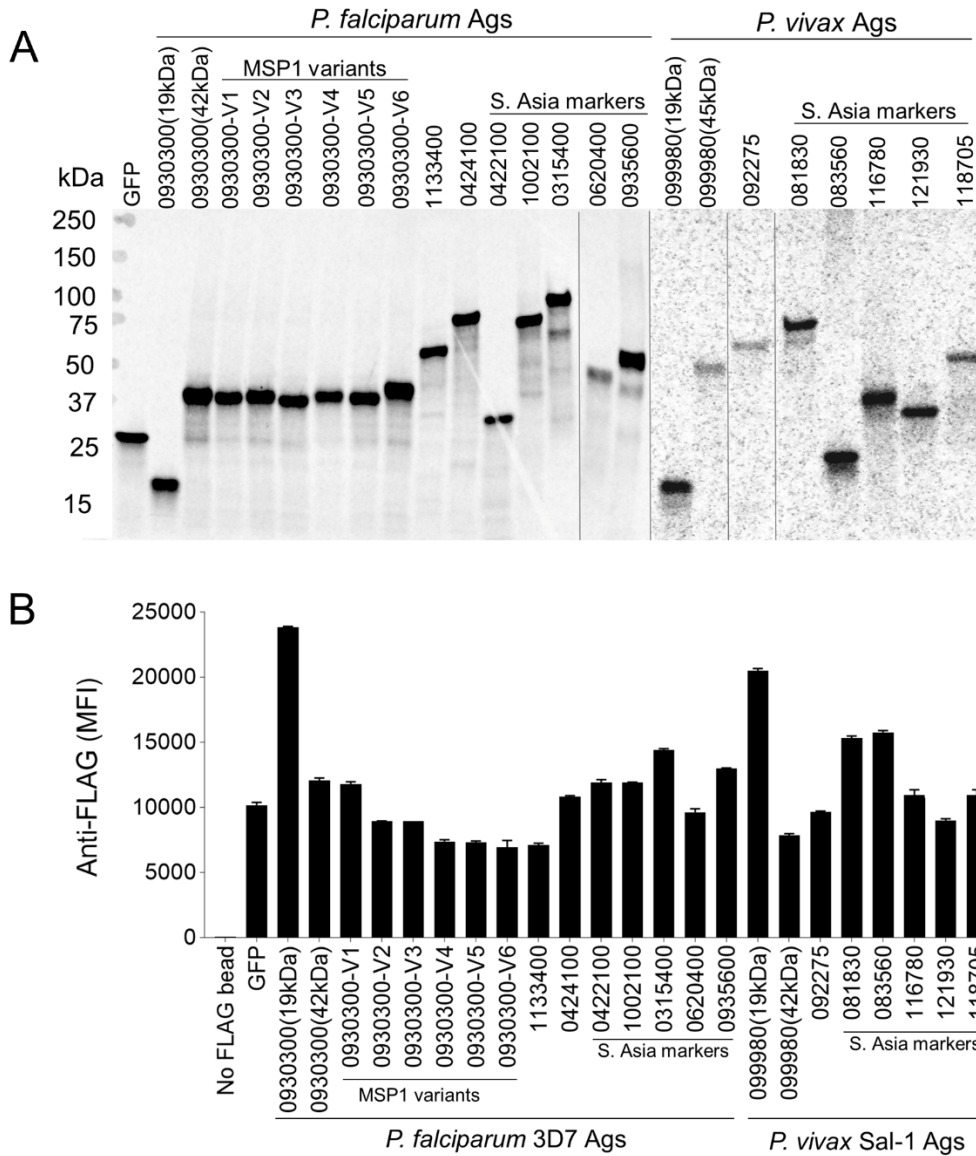 A
P. falciparum Ags
P. vivax Ags
MSP1 variants
S. Asia markers
S. Asia markers
kDa
GFP
0930300(19kDa)
0930300(42kDa)
0930300-V1
0930300-V2
0930300-V3
0930300-V4
0930300-V5
0930300-V6
1133400
0424100
0422100
1002100
0315400
0620400
0935600
099980(19kDa)
099980(45kDa)
092275
081830
083560
116780
121930
118705
250
150
100
75
50
37
25
15
B
Anti-FLAG (MFI)
25000
20000
15000
10000
5000
0
No FLAG bead
GFP
0930300(19kDa)
0930300(42kDa)
0930300-V1
0930300-V2
0930300-V3
0930300-V4
0930300-V5
0930300-V6
1133400
0424100
0422100
1002100
0315400
0620400
0935600
099980(19kDa)
099980(42kDa)
092275
081830
083560
116780
121930
118705
MSP1 variants
S. Asia markers
S. Asia markers
P. falciparum 3D7 Ags
P. vivax Sal-1 Ags